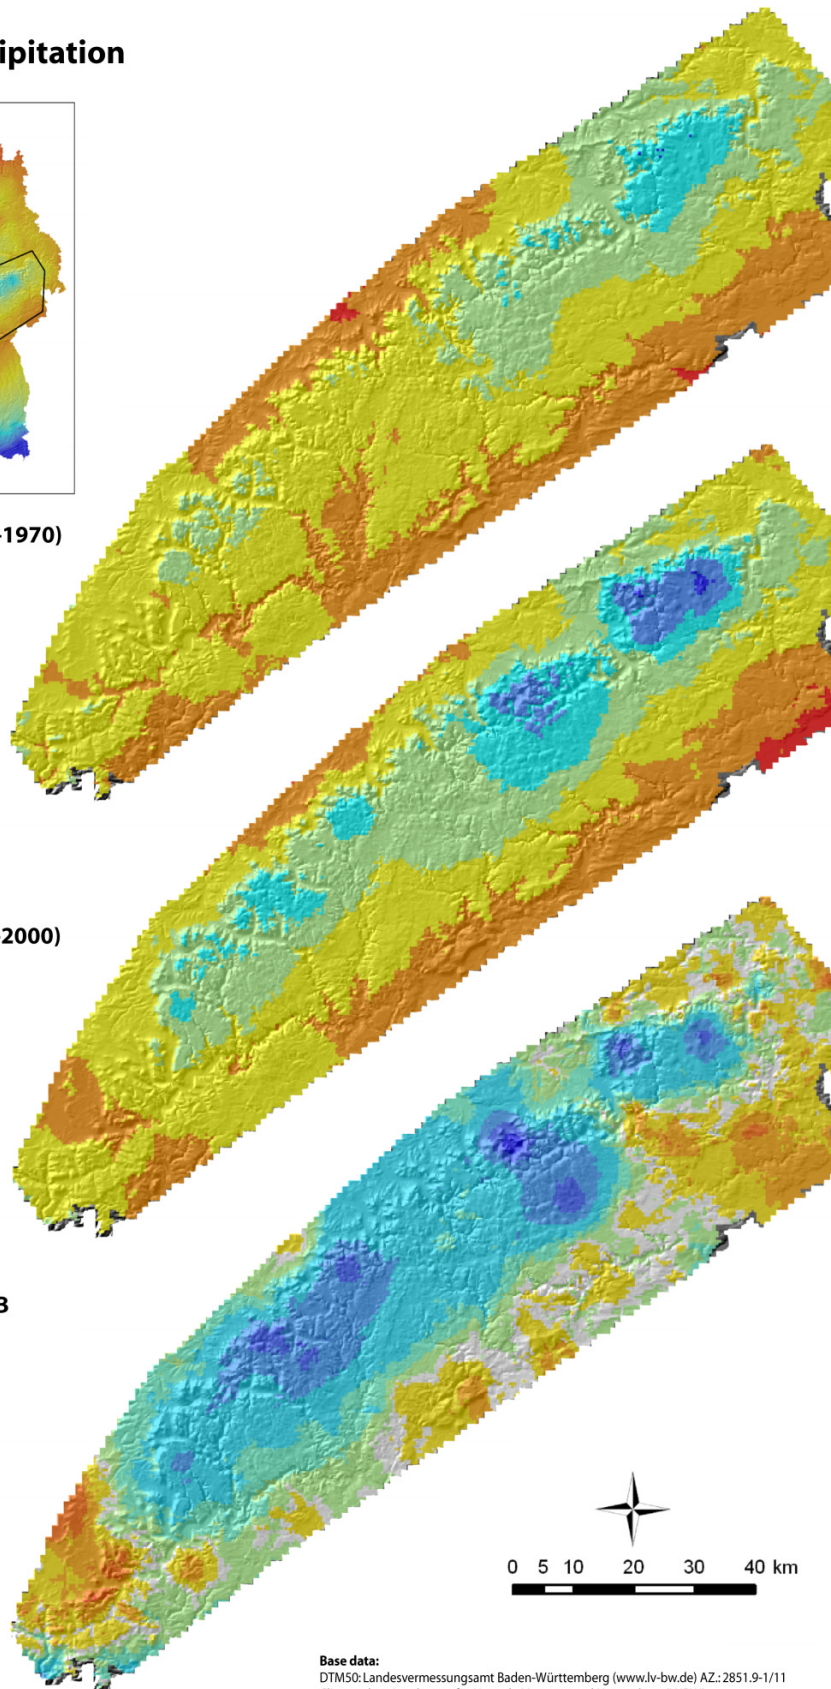 ipitation
-1970)
-2000)
3
0 5 10 20 30 40 km
Base data:
DTM50: Landesvermessungsamt Baden-Württemberg (www.lv-bw.de) AZ.: 2851.9-1/11